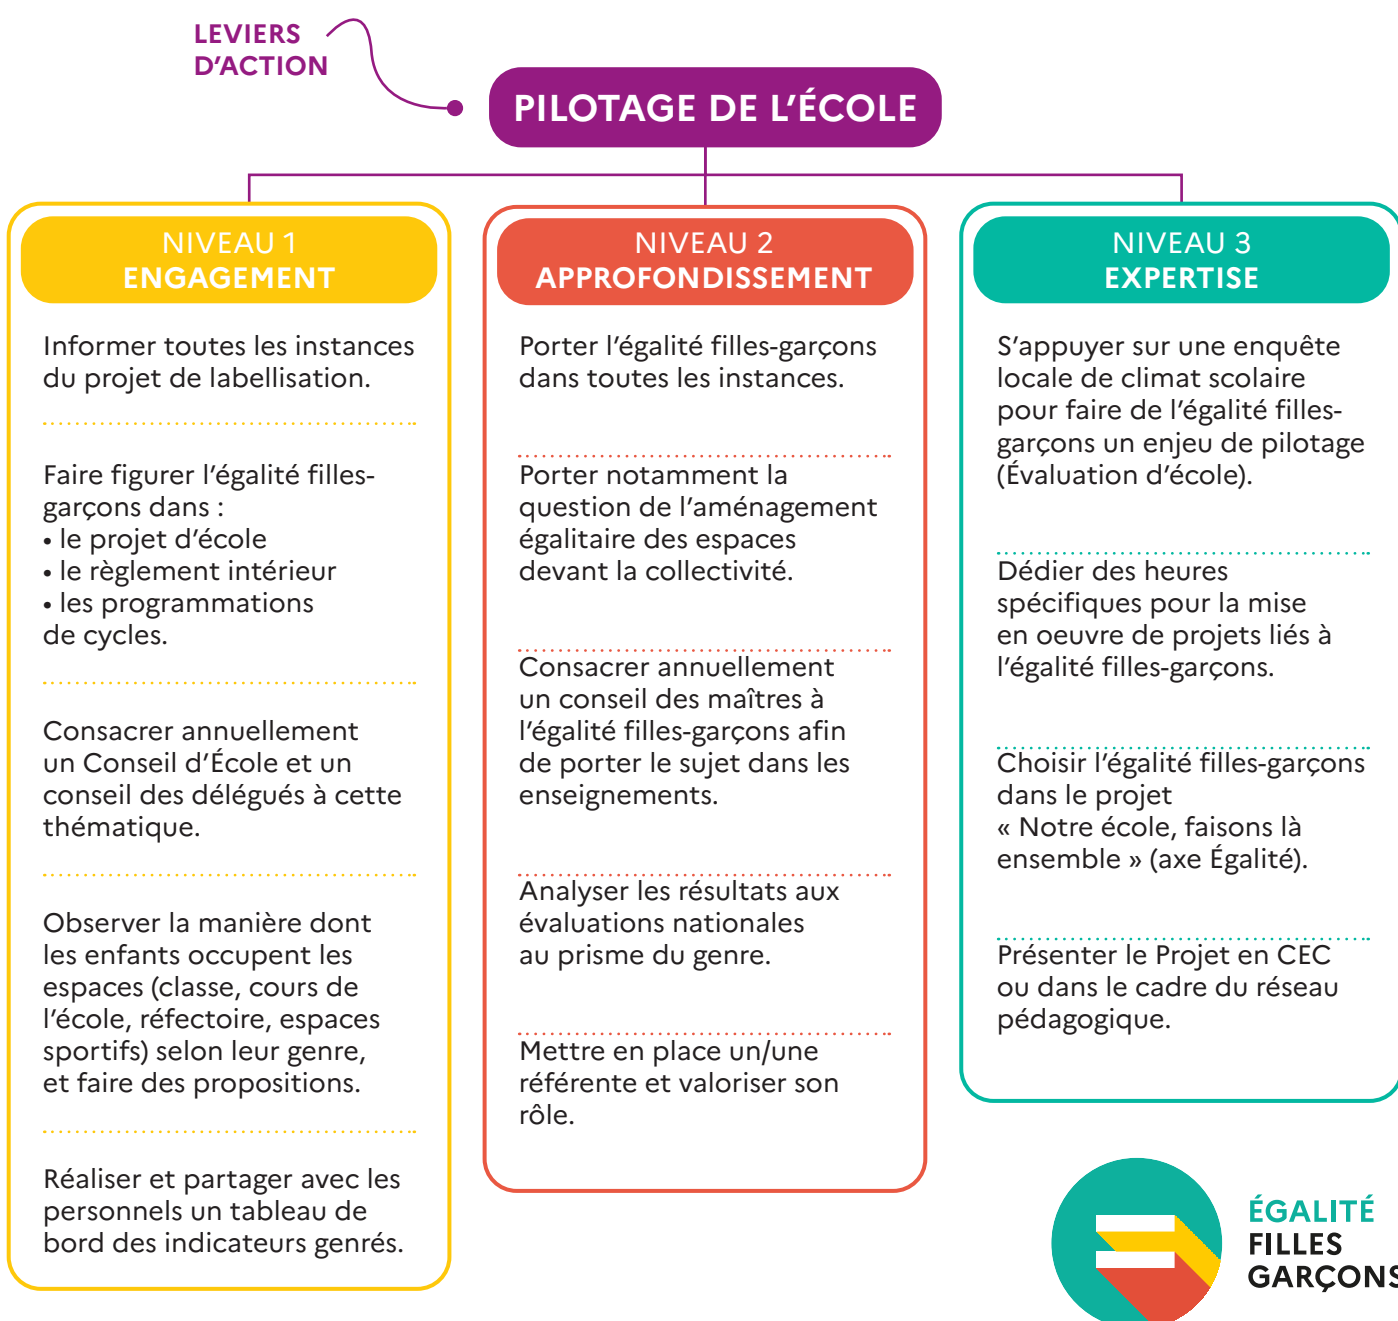 LEVIERS
D’ACTION
PILOTAGE DE L’ÉCOLE
NIVEAU 1
ENGAGEMENT
Informer toutes les instances
du projet de labellisation.
Faire figurer l’égalité filles-
garçons dans :
• le projet d’école
• le règlement intérieur
• les programmations
de cycles.
Consacrer annuellement
un Conseil d’École et un
conseil des délégués à cette
thématique.
Observer la manière dont
les enfants occupent les
espaces (classe, cours de
l’école, réfectoire, espaces
sportifs) selon leur genre,
et faire des propositions.
Réaliser et partager avec les
personnels un tableau de
bord des indicateurs genrés.
NIVEAU 2
APPROFONDISSEMENT
Porter l’égalité filles-garçons
dans toutes les instances.
Porter notamment la
question de l’aménagement
égalitaire des espaces
devant la collectivité.
Consacrer annuellement
un conseil des maîtres à
l’égalité filles-garçons afin
de porter le sujet dans les
enseignements.
Analyser les résultats aux
évaluations nationales
au prisme du genre.
Mettre en place un/une
référente et valoriser son
rôle.
NIVEAU 3
EXPERTISE
S’appuyer sur une enquête
locale de climat scolaire
pour faire de l’égalité filles-
garçons un enjeu de pilotage
(Évaluation d’école).
Dédier des heures
spécifiques pour la mise
en oeuvre de projets liés à
l’égalité filles-garçons.
Choisir l’égalité filles-garçons
dans le projet
« Notre école, faisons là
ensemble » (axe Égalité).
Présenter le Projet en CEC
ou dans le cadre du réseau
pédagogique.
ÉGALITÉ
FILLES
GARÇONS